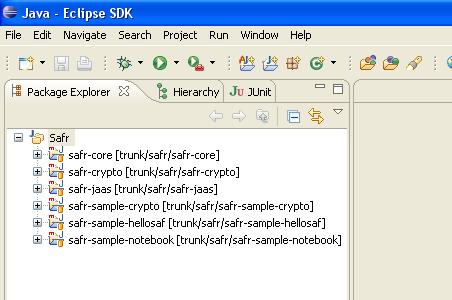 Java - Eclipse SDK
File Edit Navigate Search Project Run Window Help
Package Explorer Hierarchy JUnit
Safr
safr-core [trunk/safr/safr-core]
safr-crypto [trunk/safr/safr-crypto]
safr-jaas [trunk/safr/safr-jaas]
safr-sample-crypto [trunk/safr/safr-sample-crypto]
safr-sample-hellosaf [trunk/safr/safr-sample-hellosaf]
safr-sample-notebook [trunk/safr/safr-sample-notebook]